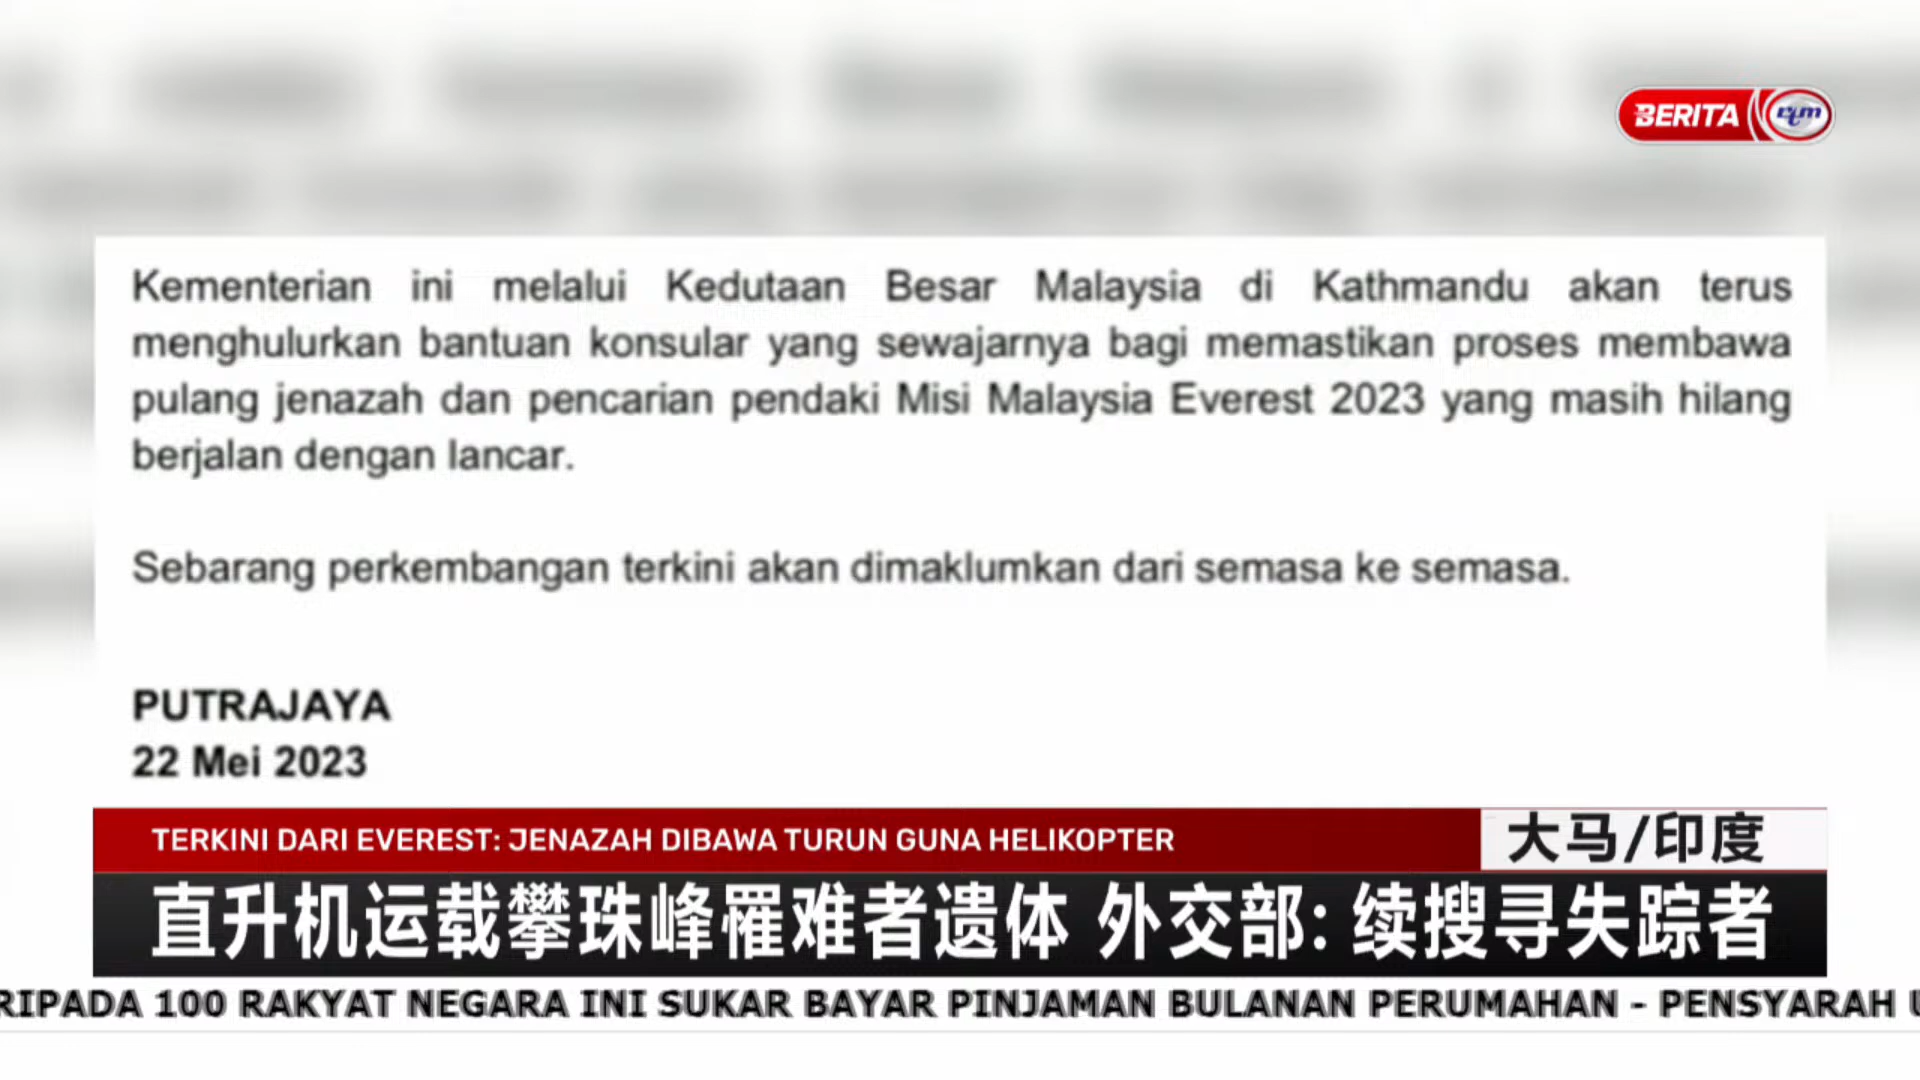 BERITA rtm
Kementerian ini melalui Kedutaan Besar Malaysia di Kathmandu akan terus
menghulurkan bantuan konsular yang sewajarnya bagi memastikan proses membawa
pulang jenazah dan pencarian pendaki Misi Malaysia Everest 2023 yang masih hilang
berjalan dengan lancar.
Sebarang perkembangan terkini akan dimaklumkan dari semasa ke semasa.
PUTRAJAYA
22 Mei 2023
TERKINI DARI EVEREST: JENAZAH DIBAWA TURUN GUNA HELIKOPTER
大马/印度
直升机运载攀珠峰罹难者遗体 外交部: 续搜寻失踪者
RIPADA 100 RAKYAT NEGARA INI SUKAR BAYAR PINJAMAN BULANAN PERUMAHAN - PENSYARAH U